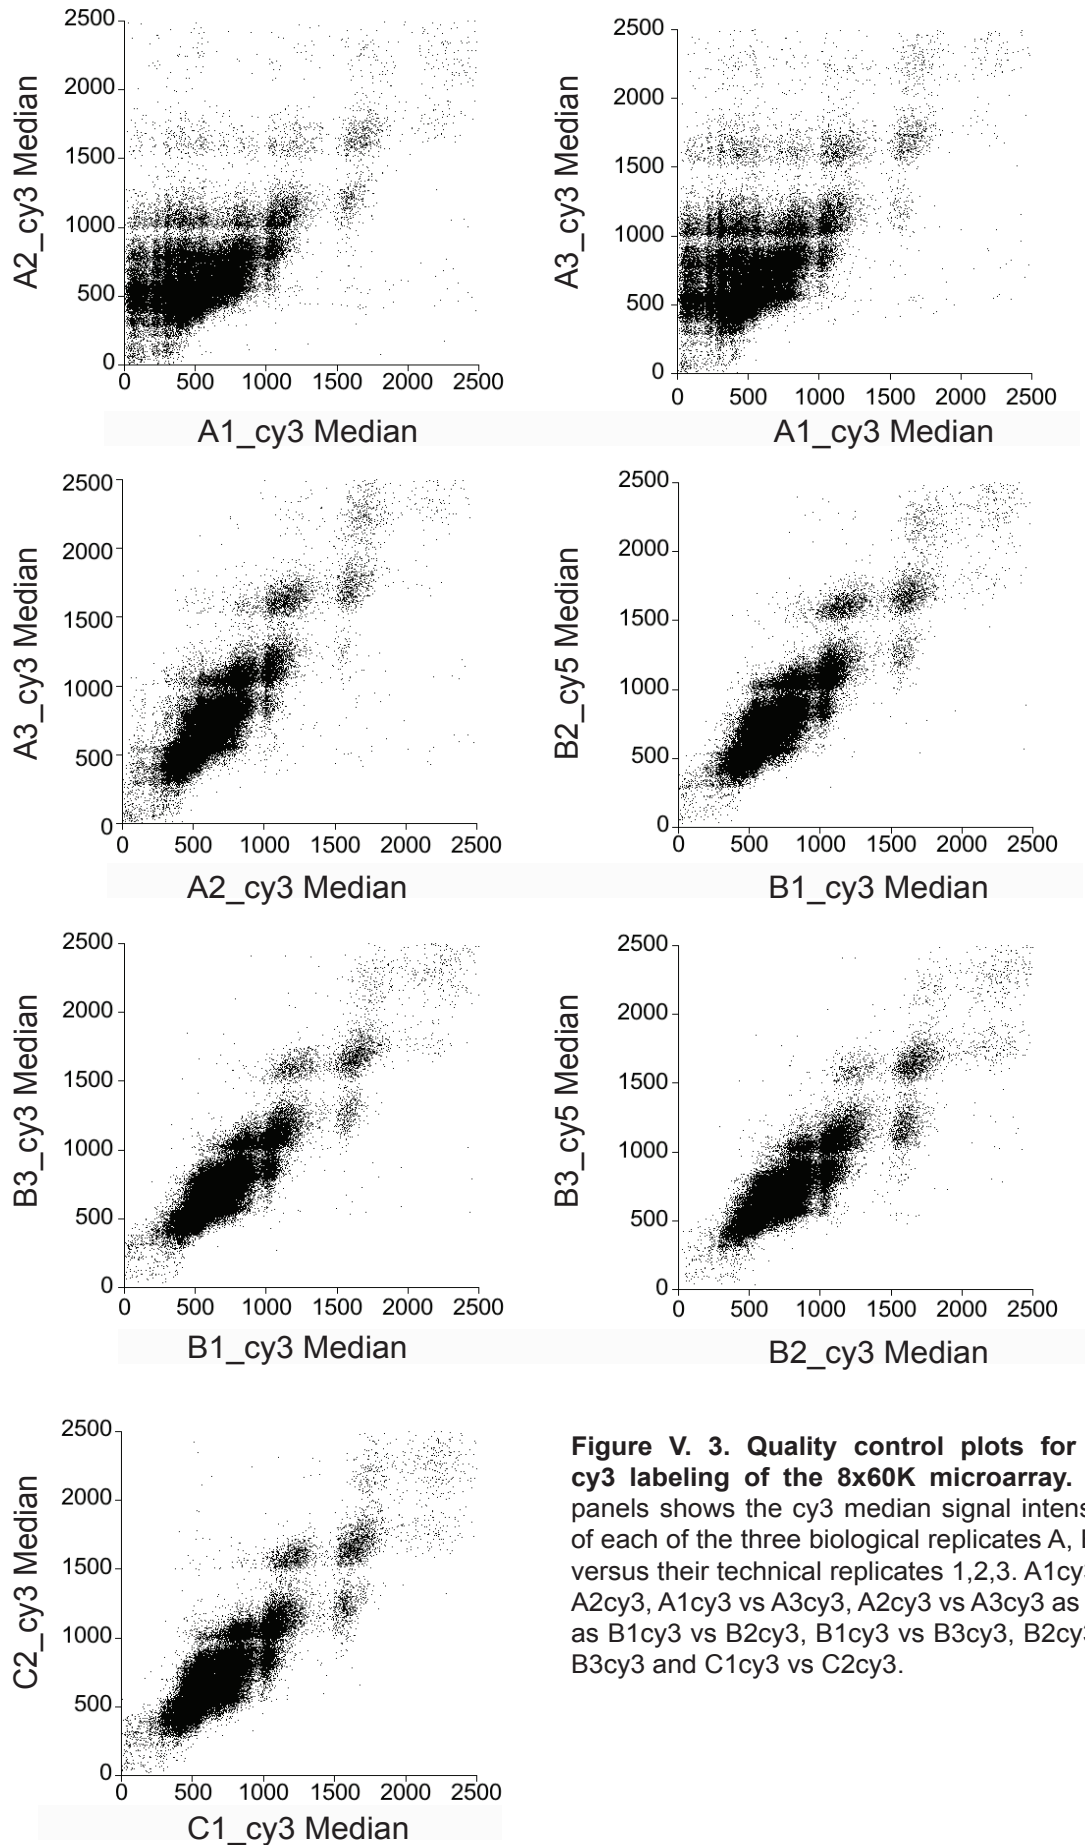 2500
2000
1500
1000
500
0
A2_cy3 Median
0 500 1000 1500 2000 2500
A1_cy3 Median
2500
2000
1500
1000
500
0
A3_cy3 Median
0 500 1000 1500 2000 2500
A1_cy3 Median
2500
2000
1500
1000
500
0
A3_cy3 Median
0 500 1000 1500 2000 2500
A2_cy3 Median
2500
2000
1500
1000
500
0
B2_cy5 Median
0 500 1000 1500 2000 2500
B1_cy3 Median
2500
2000
1500
1000
500
0
B3_cy3 Median
0 500 1000 1500 2000 2500
B1_cy3 Median
2500
2000
1500
1000
500
0
B3_cy5 Median
0 500 1000 1500 2000 2500
B2_cy3 Median
2500
2000
1500
1000
500
0
C2_cy3 Median
0 500 1000 1500 2000 2500
C1_cy3 Median
Figure V. 3. Quality control plots for
cy3 labeling of the 8x60K microarray.
panels shows the cy3 median signal intens
of each of the three biological replicates A,
versus their technical replicates 1,2,3.
A2cy3, A1cy3 vs A3cy3, A2cy3 vs A3cy3 as
as B1cy3 vs B2cy3, B1cy3 vs B3cy3,
B3cy3 and C1cy3 vs C2cy3.